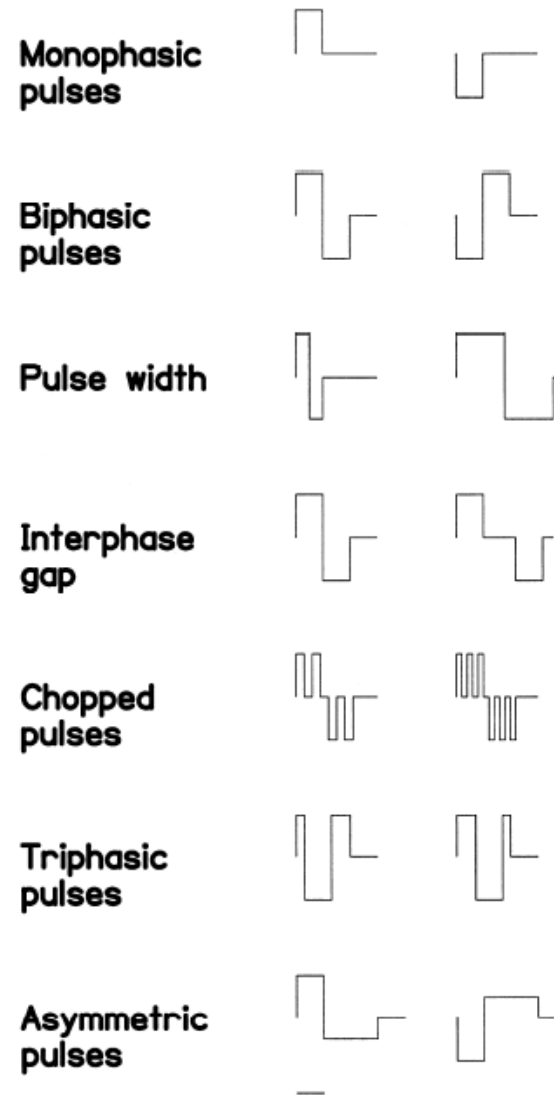 Monophasic
pulses
Biphasic
pulses
Pulse width
Interphase
gap
Chopped
pulses
Triphasic
pulses
Asymmetric
pulses